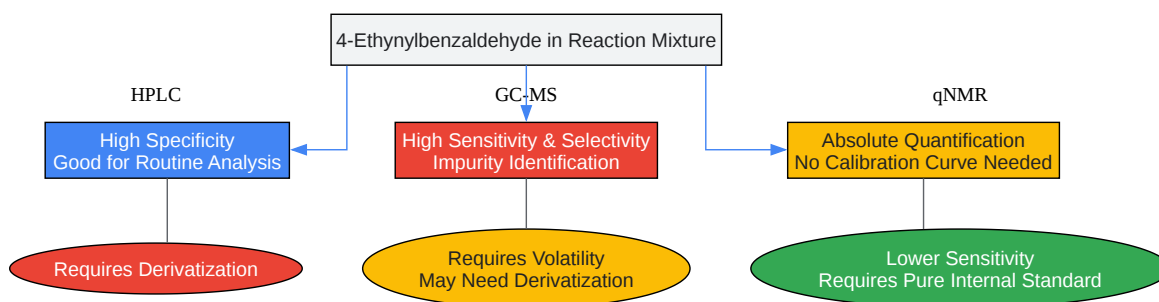 4-Ethynylbenzaldehyde in Reaction Mixture
HPLC
GC-MS
qNMR
High Specificity
Good for Routine Analysis
High Sensitivity & Selectivity
Impurity Identification
Absolute Quantification
No Calibration Curve Needed
Requires Derivatization
Requires Volatility
May Need Derivatization
Lower Sensitivity
Requires Pure Internal Standard